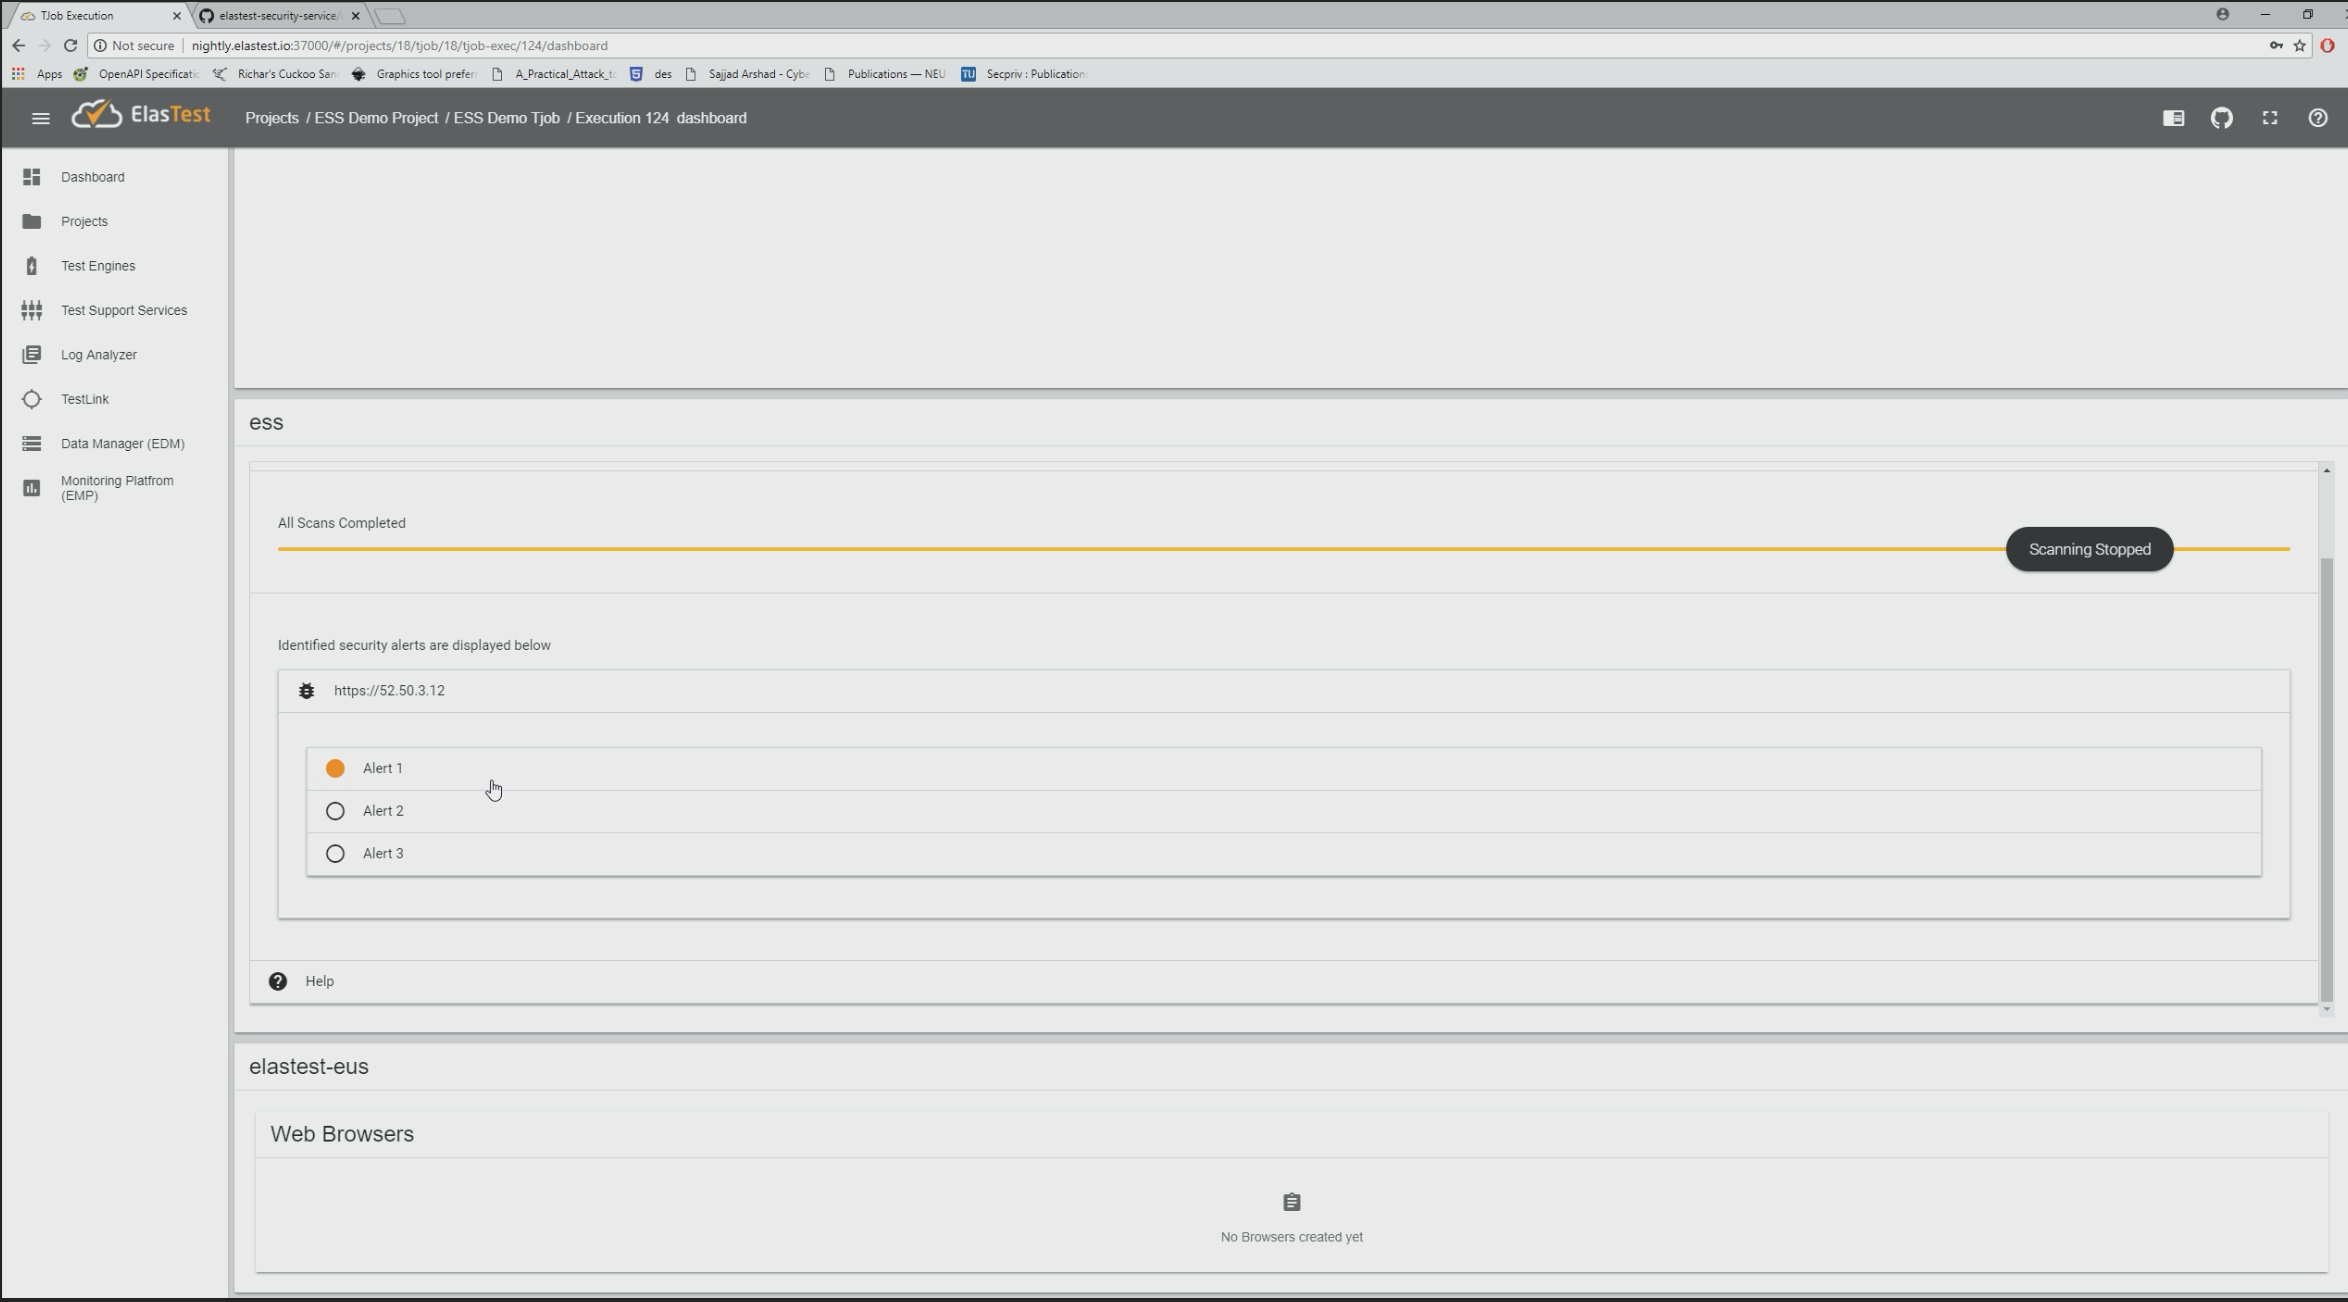 TJob Execution
elastest-security-service/
Not secure
nightly.elastest.io:37000/#/projects/18/tjob/18/tjob-exec/124/dashboard
Apps
OpenAPI Specificatic
Richar's Cuckoo San
Graphics tool prefer
A_Practical_Attack_to
des
Sajjad Arshad - Cybe
Publications — NEU
TU
Secpriv : Publication
ElasTest
Projects / ESS Demo Project / ESS Demo Tjob / Execution 124 dashboard
Dashboard
Projects
Test Engines
Test Support Services
Log Analyzer
TestLink
Data Manager (EDM)
Monitoring Platfrom
(EMP)
ess
All Scans Completed
Scanning Stopped
Identified security alerts are displayed below
https://52.50.3.12
Alert 1
Alert 2
Alert 3
Help
elastest-eus
Web Browsers
No Browsers created yet